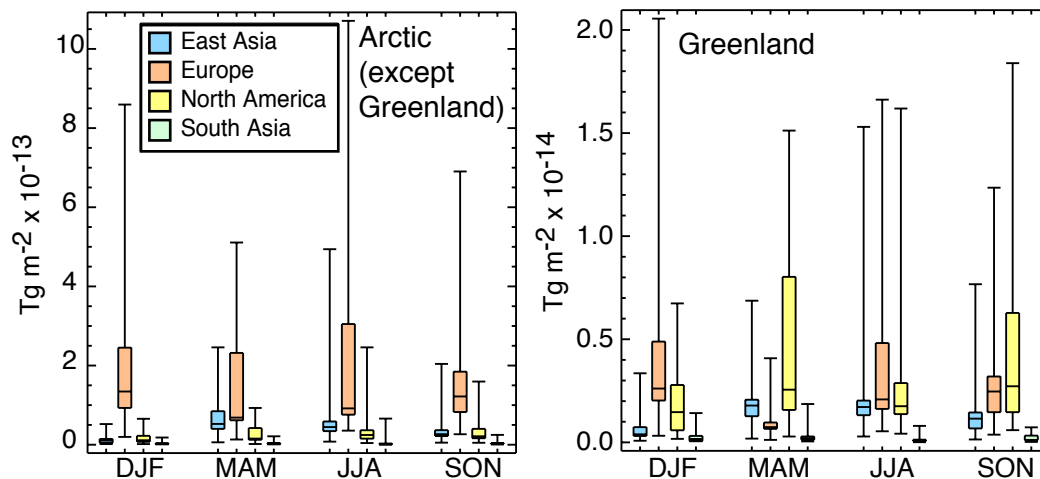 East Asia
Europe
North America
South Asia
Arctic
(except
Greenland)
Tg m-2 x 10-13
10
8
6
4
2
0
DJF MAM JJA SON
Greenland
Tg m-2 x 10-14
2.0
1.5
1.0
0.5
0.0
DJF MAM JJA SON